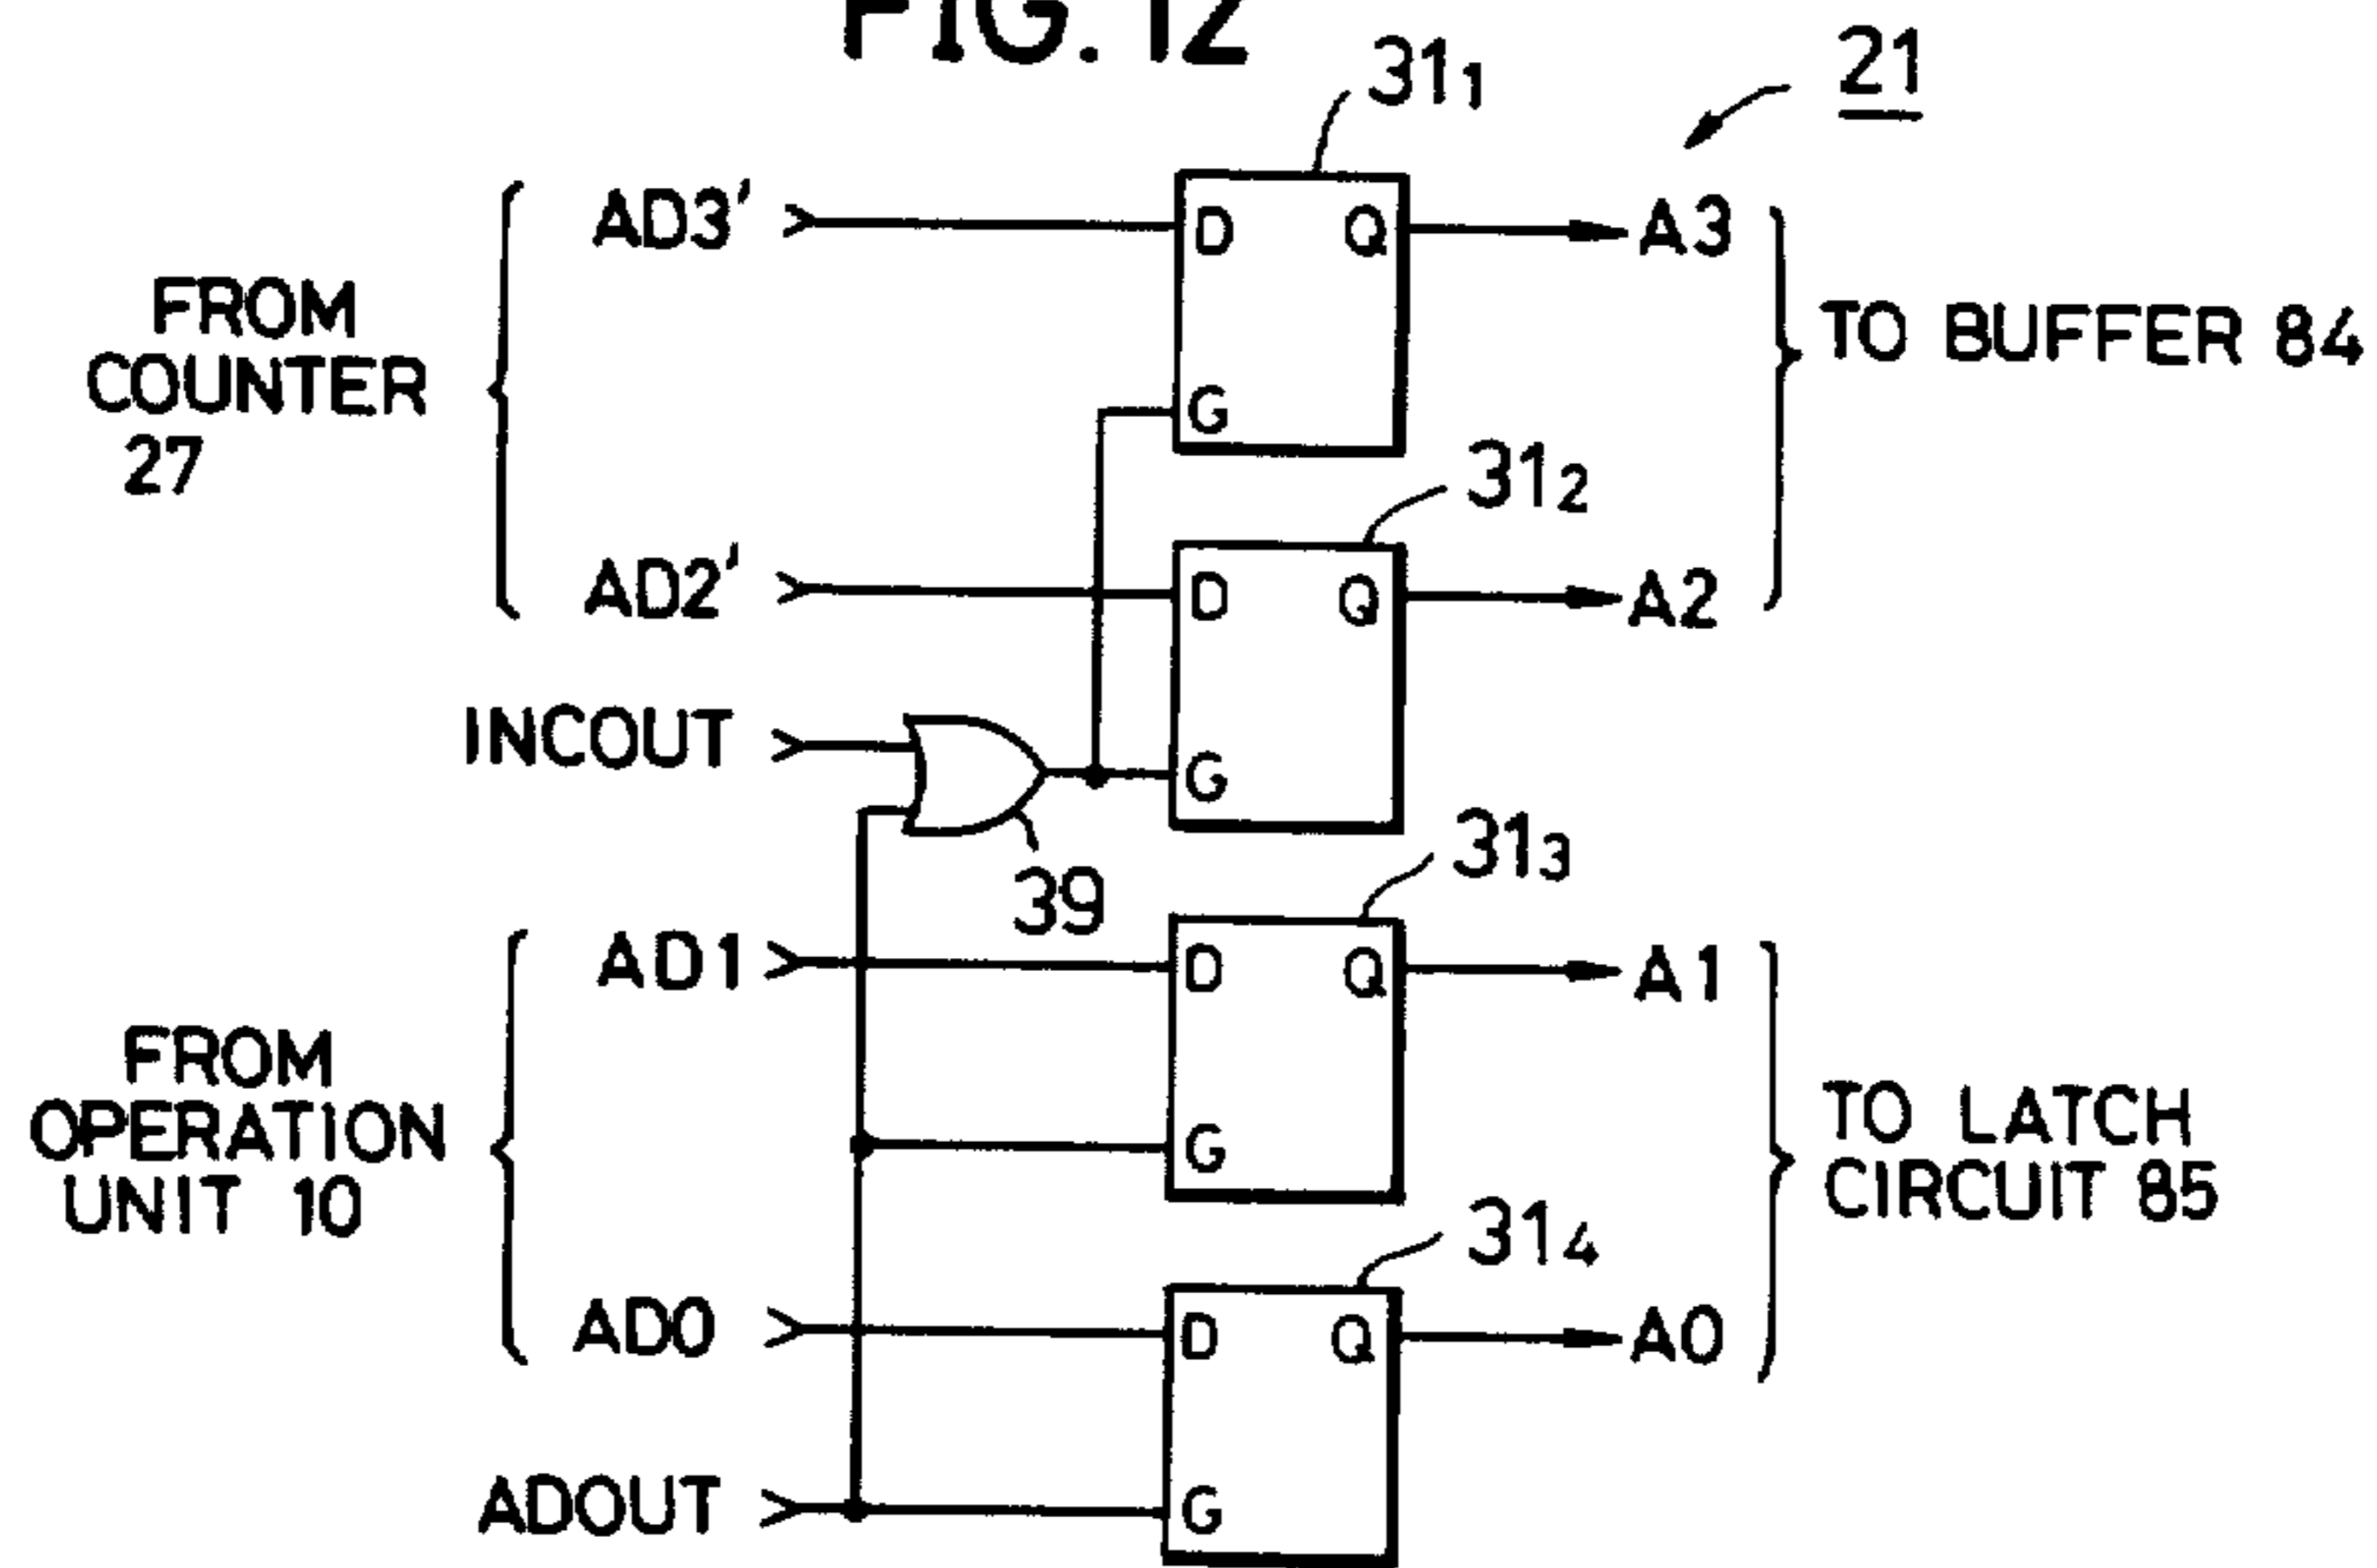 FIG. 12
31₁
21
AD3'
D
Q
A3
FROM
COUNTER
27
TO BUFFER 84
G
31₂
AD2'
D
Q
A2
INCOUT
G
39
31₃
AD1
D
Q
A1
FROM
OPERATION
UNIT 10
G
TO LATCH
CIRCUIT 85
31₄
AD0
D
Q
A0
ADOUT
G